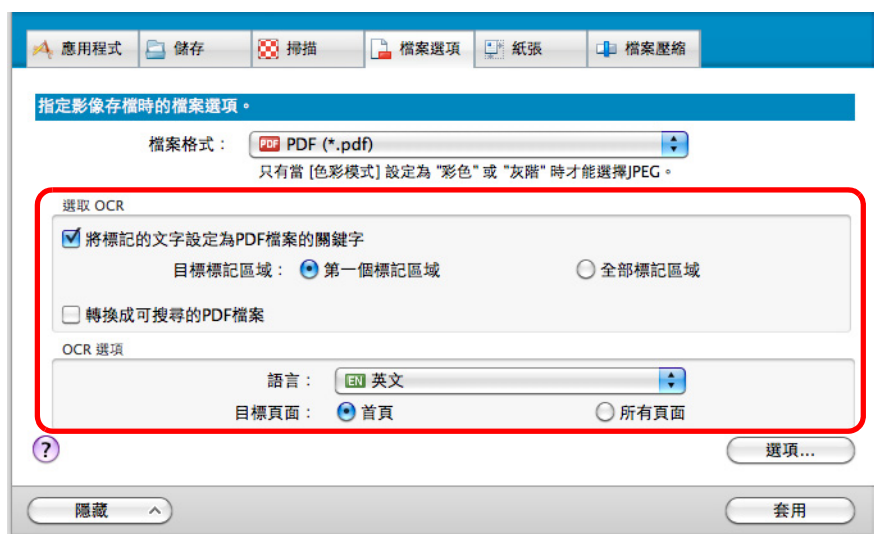 應用程式 儲存 掃描 檔案選項 紙張 檔案壓縮
指定影像存檔時的檔案選項。
檔案格式： PDF PDF (*.pdf)
只有當 [色彩模式] 設定為 "彩色" 或 "灰階" 時才能選擇JPEG。
選取 OCR
將標記的文字設定為PDF檔案的關鍵字
目標標記區域： 第一個標記區域 全部標記區域
轉換成可搜尋的PDF檔案
OCR 選項
語言： EN 英文
目標頁面： 首頁 所有頁面
? 選項...
隱藏 套用